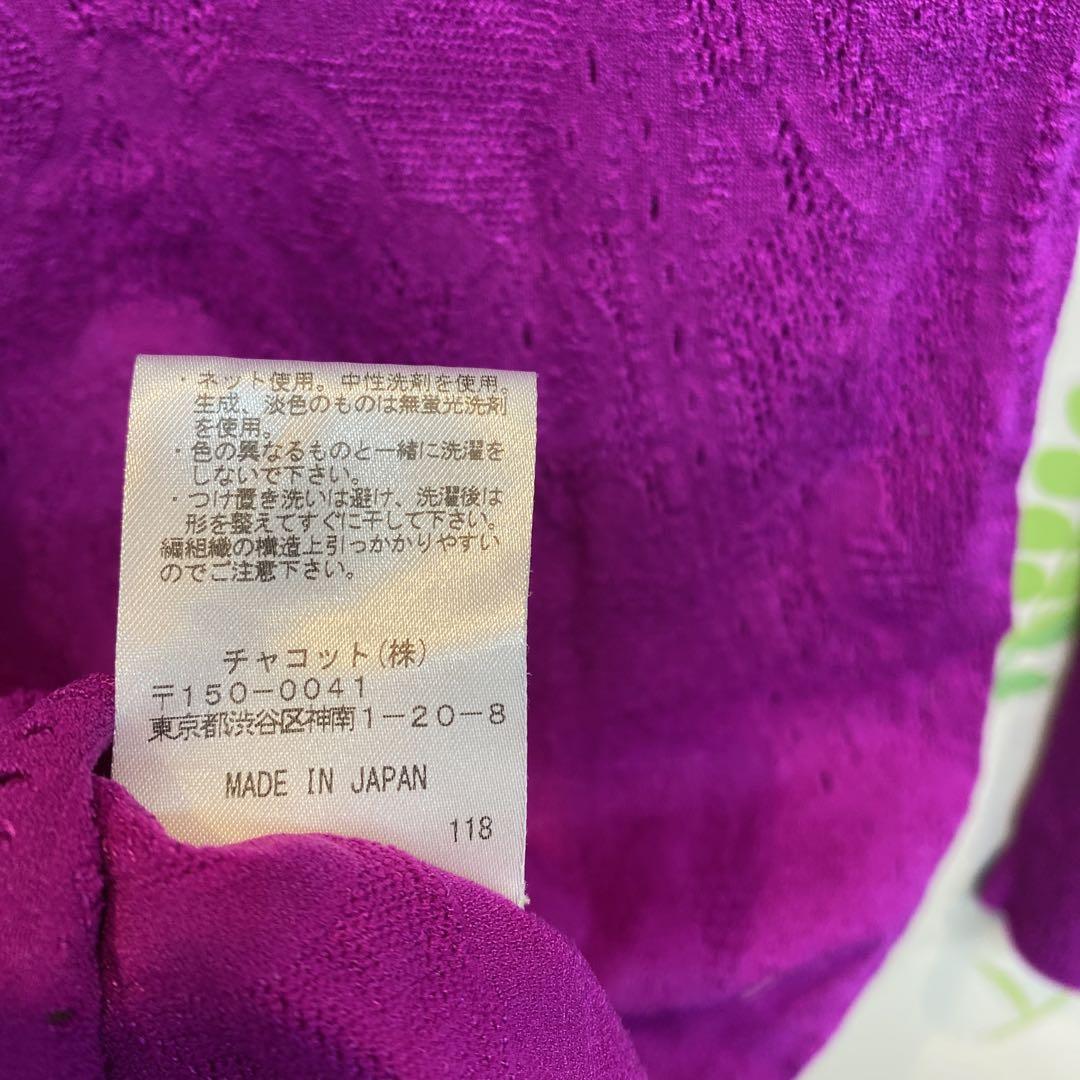 ・ネット使用。中性洗剤を使用。
生成、淡色のものは無蛍光洗剤
を使用。
・色の異なるものと一緒に洗濯を
しないで下さい。
・つけ置き洗いは避け、洗濯後は
形を整えてすぐに干して下さい。
編組織の構造上引っかかりやすい
のでご注意下さい。
チャコット(株)
〒150-0041
東京都渋谷区神南1-20-8
MADE IN JAPAN
118